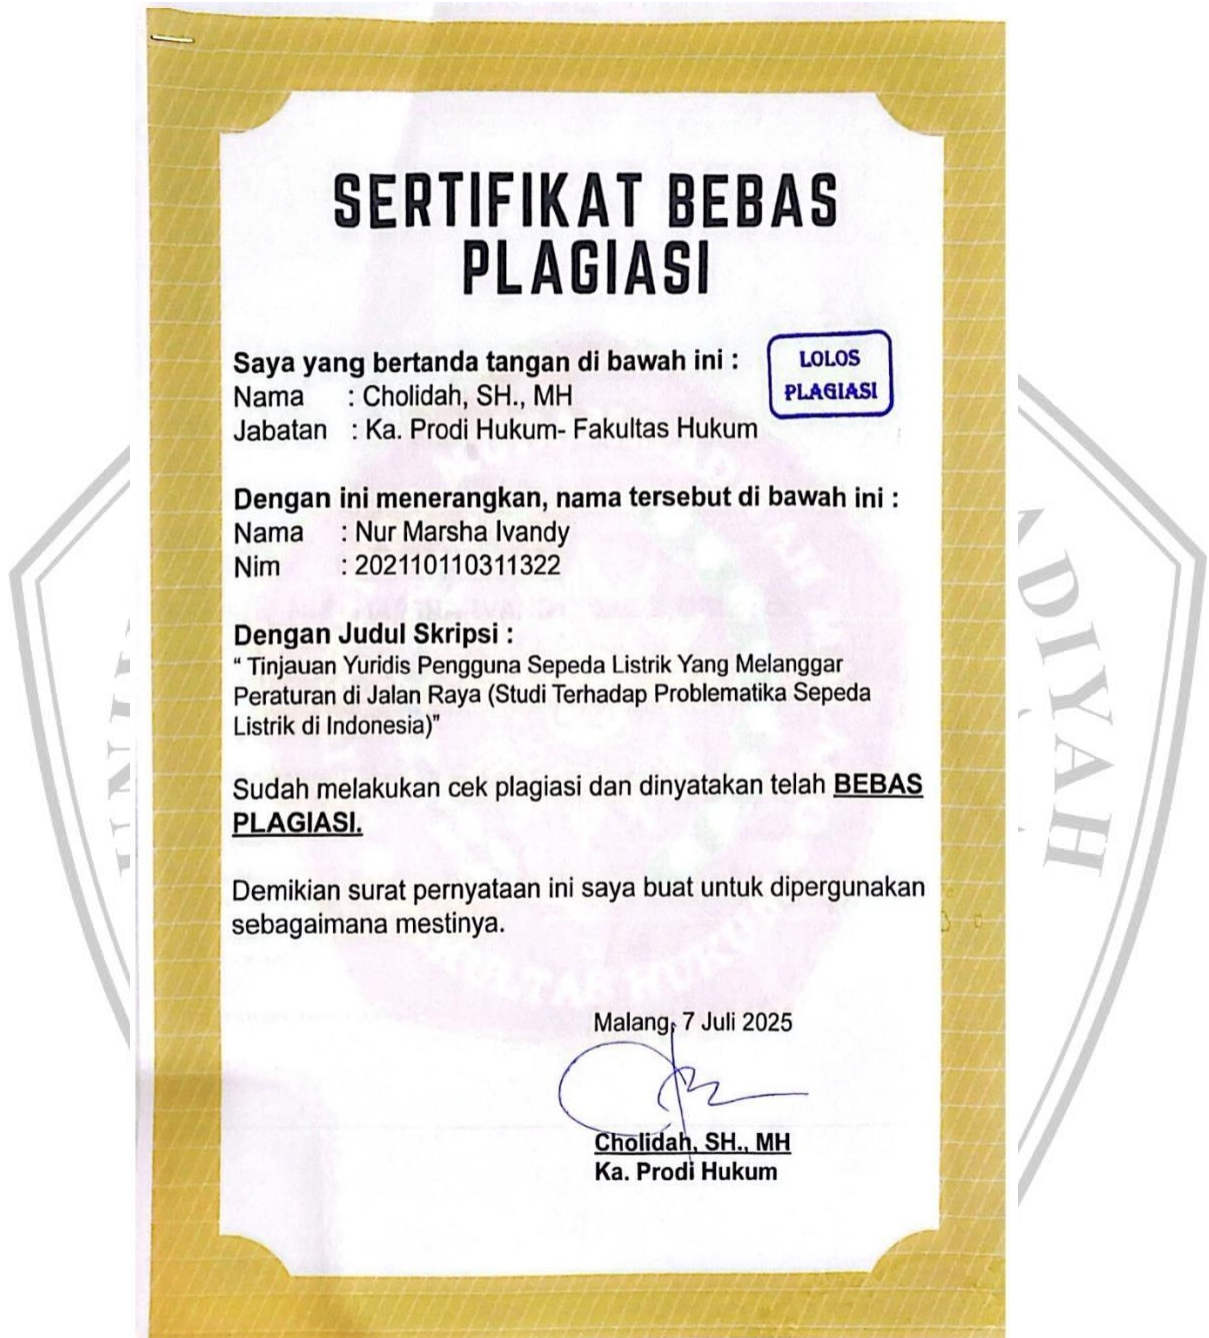 SERTIFIKAT BEBAS
PLAGIASI
Saya yang bertanda tangan di bawah ini :
LOLOS
PLAGIASI
Nama : Cholidah, SH., MH
Jabatan : Ka. Prodi Hukum- Fakultas Hukum
Dengan ini menerangkan, nama tersebut di bawah ini :
Nama : Nur Marsha Ivandy
Nim : 202110110311322
Dengan Judul Skripsi :
“ Tinjauan Yuridis Pengguna Sepeda Listrik Yang Melanggar
Peraturan di Jalan Raya (Studi Terhadap Problematika Sepeda
Listrik di Indonesia)”
Sudah melakukan cek plagiasi dan dinyatakan telah BEBAS
PLAGIASI.
Demikian surat pernyataan ini saya buat untuk dipergunakan
sebagaimana mestinya.
Malang, 7 Juli 2025
Cholidah, SH., MH
Ka. Prodi Hukum